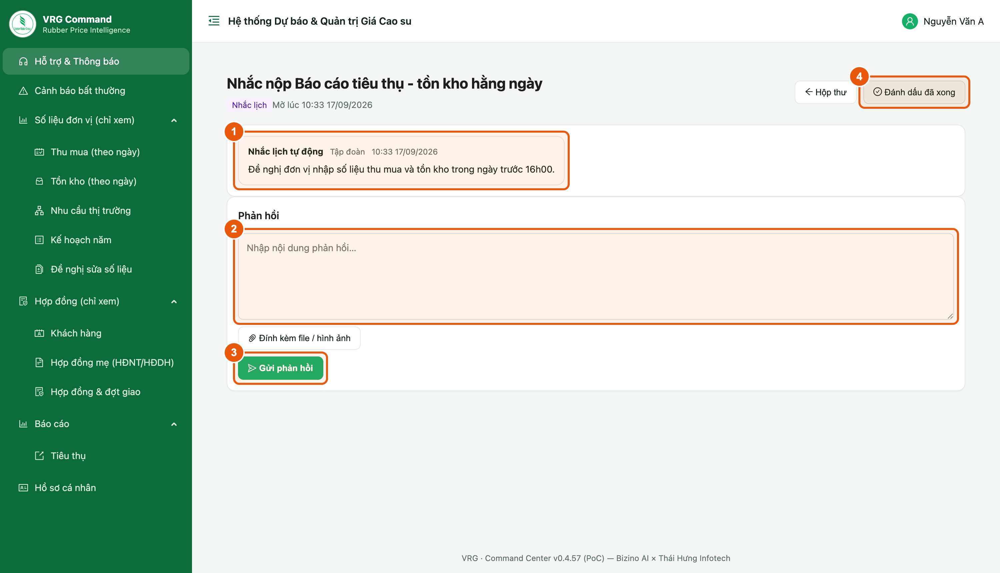 VRG Command
Rubber Price Intelligence
Hỗ trợ & Thông báo
Cảnh báo bất thường
Số liệu đơn vị (chỉ xem)
Thu mua (theo ngày)
Tồn kho (theo ngày)
Nhu cầu thị trường
Kế hoạch năm
Đề nghị sửa số liệu
Hợp đồng (chỉ xem)
Khách hàng
Hợp đồng mẹ (HĐNT/HĐDH)
Hợp đồng & đợt giao
Báo cáo
Tiêu thụ
Hồ sơ cá nhân
Hệ thống Dự báo & Quản trị Giá Cao su
Nguyễn Văn A
Nhắc nộp Báo cáo tiêu thụ - tồn kho hằng ngày
Nhắc lịch Mở lúc 10:33 17/09/2026
Hộp thư
4
Đánh dấu đã xong
1
Nhắc lịch tự động Tập đoàn 10:33 17/09/2026
Đề nghị đơn vị nhập số liệu thu mua và tồn kho trong ngày trước 16h00.
Phản hồi
2
Nhập nội dung phản hồi...
Đính kèm file / hình ảnh
3
Gửi phản hồi
VRG · Command Center v0.4.57 (PoC) — Bizino AI × Thái Hưng Infotech